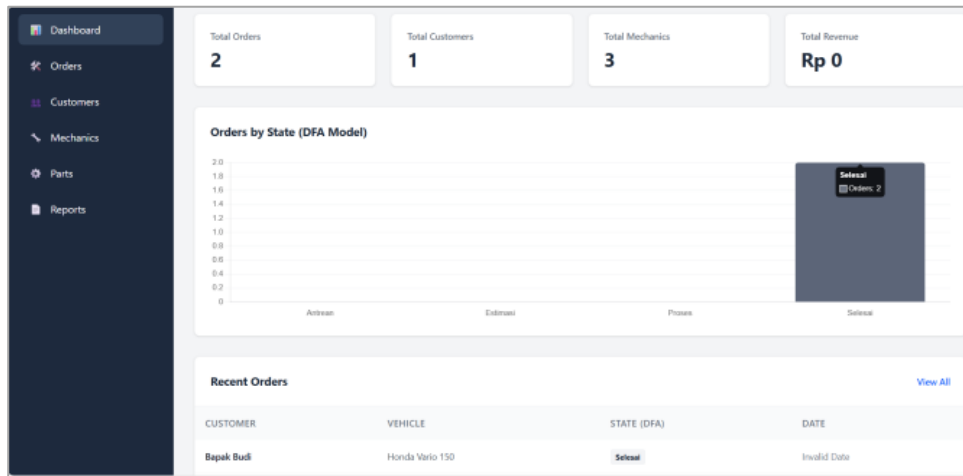 Dashboard
Orders
Customers
Mechanics
Parts
Reports
Total Orders
2
Total Customers
1
Total Mechanics
3
Total Revenue
Rp 0
Orders by State (DFA Model)
2.0
1.8
1.6
1.4
1.2
1.0
0.8
0.6
0.4
0.2
0
Selesai
Orders: 2
Antrean
Estimasi
Proses
Selesai
Recent Orders
View All
CUSTOMER VEHICLE STATE (DFA) DATE
Bapak Budi Honda Vario 150 Selesai Invalid Date